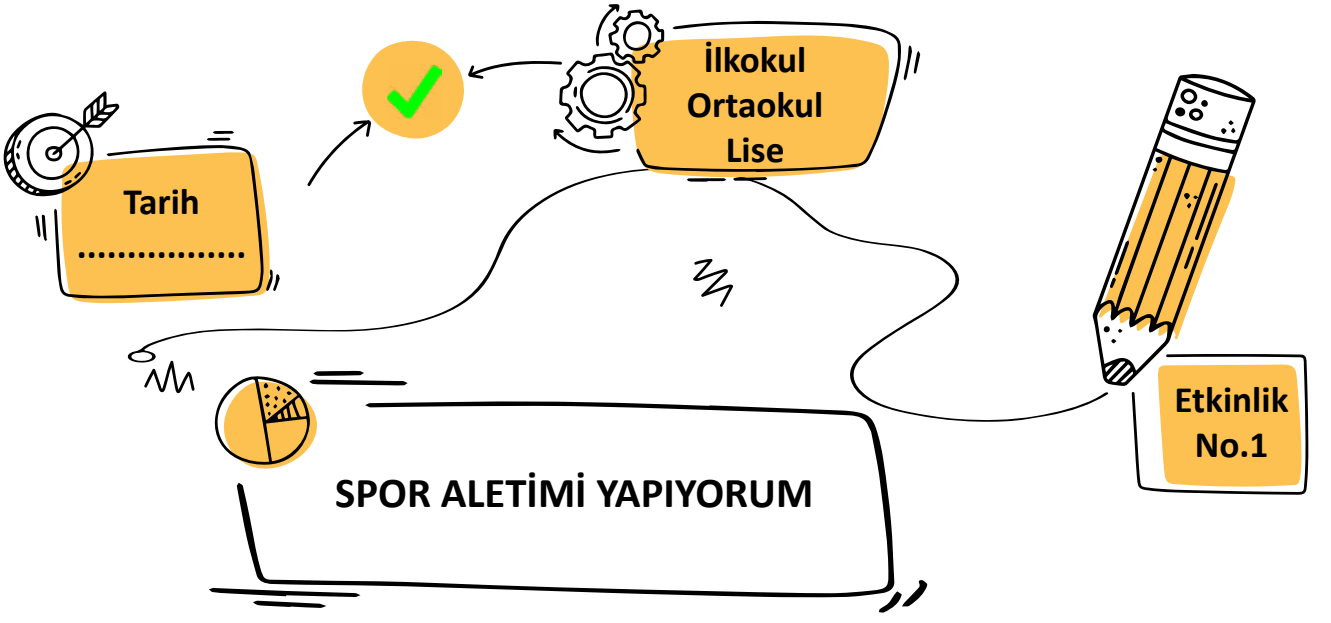 İlkokul
Ortaokul
Lise
Tarih
.................
Etkinlik
No.1
SPOR ALETİMİ YAPIYORUM